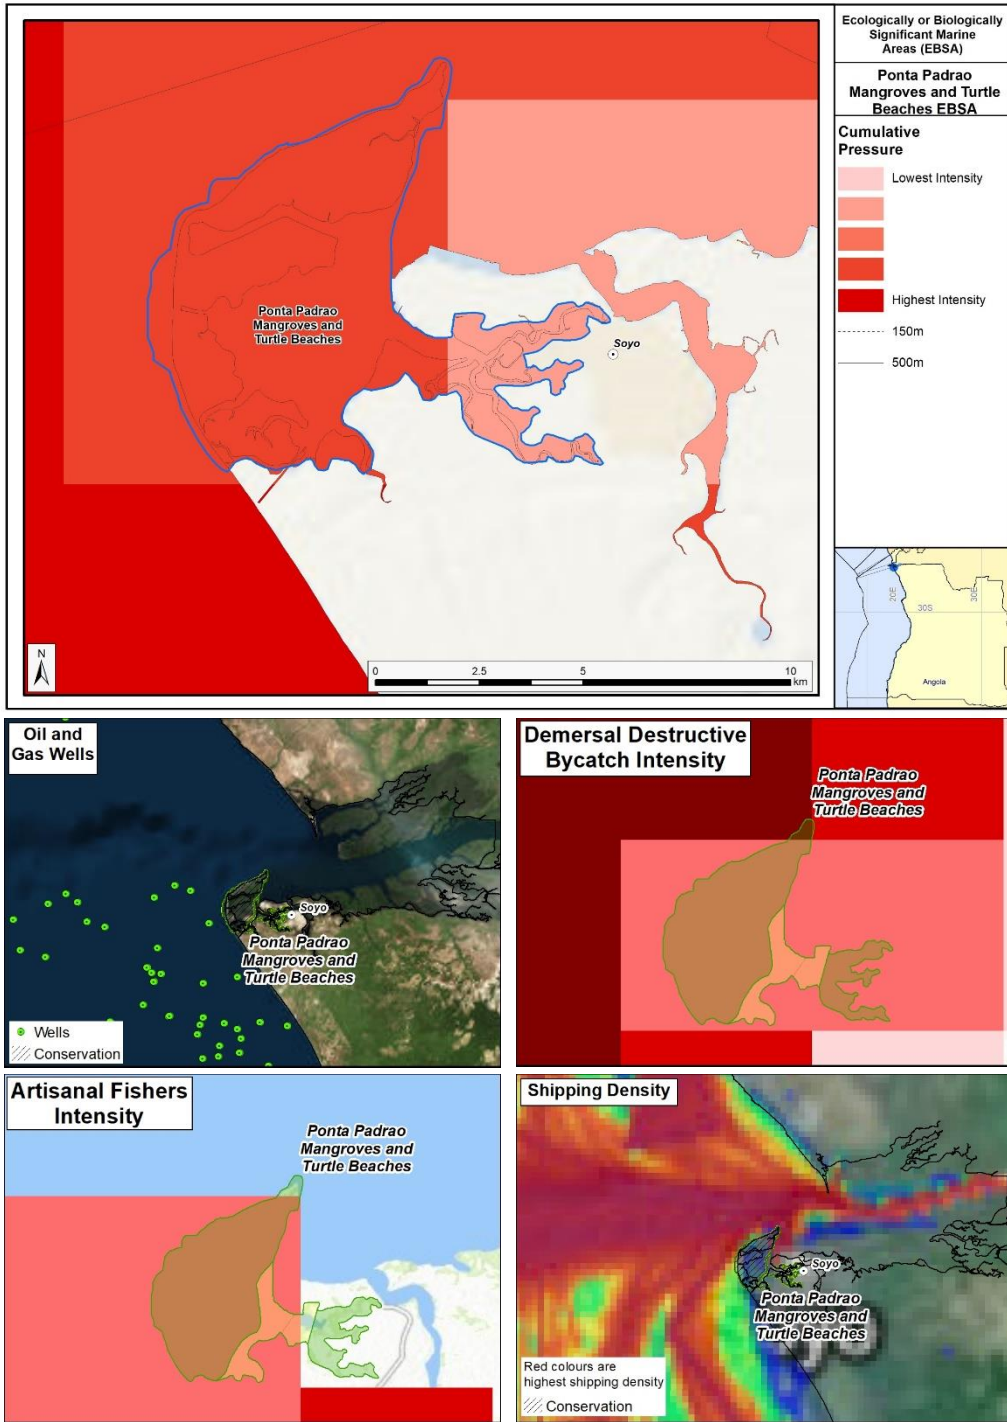 Ecologically or Biologically
Significant Marine
Areas (EBSA)
Ponta Padrao
Mangroves and Turtle
Beaches EBSA
Cumulative
Pressure
Lowest Intensity
Highest Intensity
150m
500m
Ponta Padrao
Mangroves and
Turtle Beaches
Soyo
N
0 2.5 5 10
km
20E
30E
30S
Angola
Oil and
Gas Wells
Soyo
Ponta Padrao
Mangroves and
Turtle Beaches
Wells
Conservation
Demersal Destructive
Bycatch Intensity
Ponta Padrao
Mangroves and
Turtle Beaches
Artisanal Fishers
Intensity
Ponta Padrao
Mangroves and
Turtle Beaches
Shipping Density
Soyo
Ponta Padrao
Mangroves and
Turtle Beaches
Red colours are
highest shipping density
Conservation